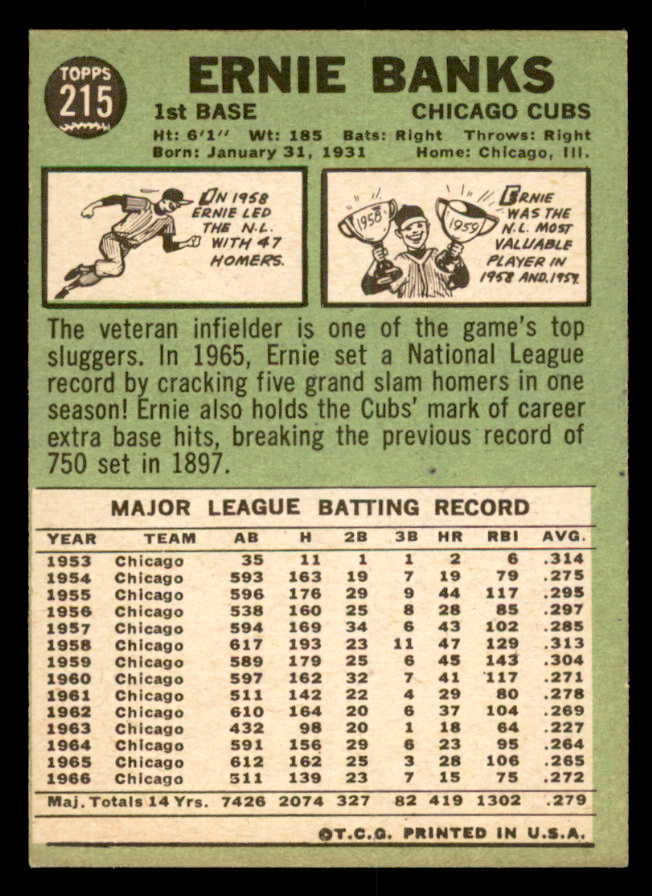 TOPPS
215
ERNIE BANKS
1st BASE CHICAGO CUBS
Ht: 6'1" Wt: 185 Bats: Right Throws: Right
Born: January 31, 1931 Home: Chicago, Ill.
IN 1958
ERNIE LED
THE N.L.
WITH 47
HOMERS.
1958
1959
ERNIE
WAS THE
N.L. MOST
VALUABLE
PLAYER IN
1958 AND 1959.
The veteran infielder is one of the game's top
sluggers. In 1965, Ernie set a National League
record by cracking five grand slam homers in one
season! Ernie also holds the Cubs' mark of career
extra base hits, breaking the previous record of
750 set in 1897.
MAJOR LEAGUE BATTING RECORD
YEAR TEAM AB H 2B 3B HR RBI AVG.
1953 Chicago 35 11 1 1 2 6 .314
1954 Chicago 593 163 19 7 19 79 .275
1955 Chicago 596 176 29 9 44 117 .295
1956 Chicago 538 160 25 8 28 85 .297
1957 Chicago 594 169 34 6 43 102 .285
1958 Chicago 617 193 23 11 47 129 .313
1959 Chicago 589 179 25 6 45 143 .304
1960 Chicago 597 162 32 7 41 117 .271
1961 Chicago 511 142 22 4 29 80 .278
1962 Chicago 610 164 20 6 37 104 .269
1963 Chicago 432 98 20 1 18 64 .227
1964 Chicago 591 156 29 6 23 95 .264
1965 Chicago 612 162 25 3 28 106 .265
1966 Chicago 511 139 23 7 15 75 .272
Maj. Totals 14 Yrs. 7426 2074 327 82 419 1302 .279
©T.C.G. PRINTED IN U.S.A.